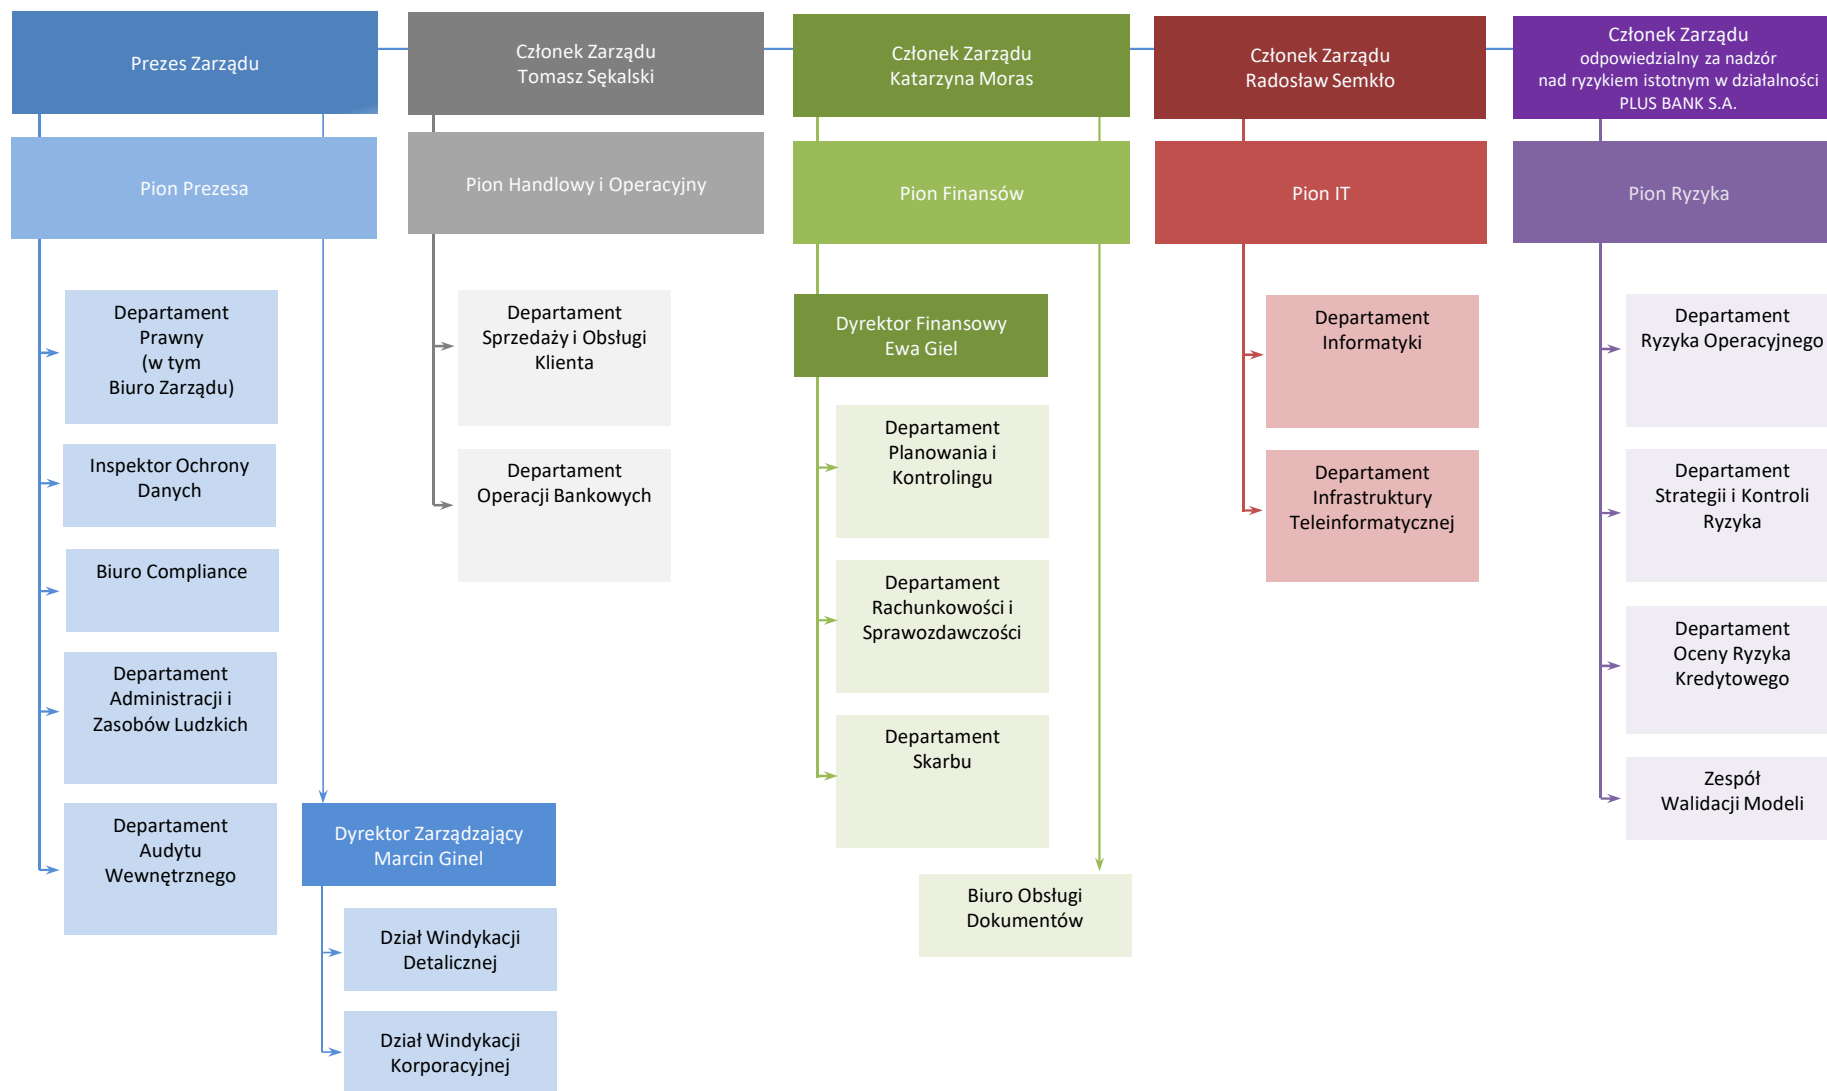 Prezes Zarządu
Członek Zarządu
Tomasz Sękalski
Członek Zarządu
Katarzyna Moras
Członek Zarządu
Radosław Semkło
Członek Zarządu
odpowiedzialny za nadzór
nad ryzykiem istotnym w działalności
PLUS BANK S.A.
Pion Prezesa
Pion Handlowy i Operacyjny
Pion Finansów
Pion IT
Pion Ryzyka
Departament
Prawny
(w tym
Biuro Zarządu)
Inspektor Ochrony
Danych
Biuro Compliance
Departament
Administracji i
Zasobów Ludzkich
Departament
Audytu
Wewnętrznego
Dyrektor Zarządzający
Marcin Ginel
Dział Windykacji
Detalicznej
Dział Windykacji
Korporacyjnej
Departament
Sprzedaży i Obsługi
Klienta
Departament
Operacji Bankowych
Dyrektor Finansowy
Ewa Giel
Departament
Planowania i
Kontrolingu
Departament
Rachunkowości i
Sprawozdawczości
Departament
Skarbu
Biuro Obsługi
Dokumentów
Departament
Informatyki
Departament
Infrastruktury
Teleinformatycznej
Departament
Ryzyka Operacyjnego
Departament
Strategii i Kontroli
Ryzyka
Departament
Oceny Ryzyka
Kredytowego
Zespół
Walidacji Modeli